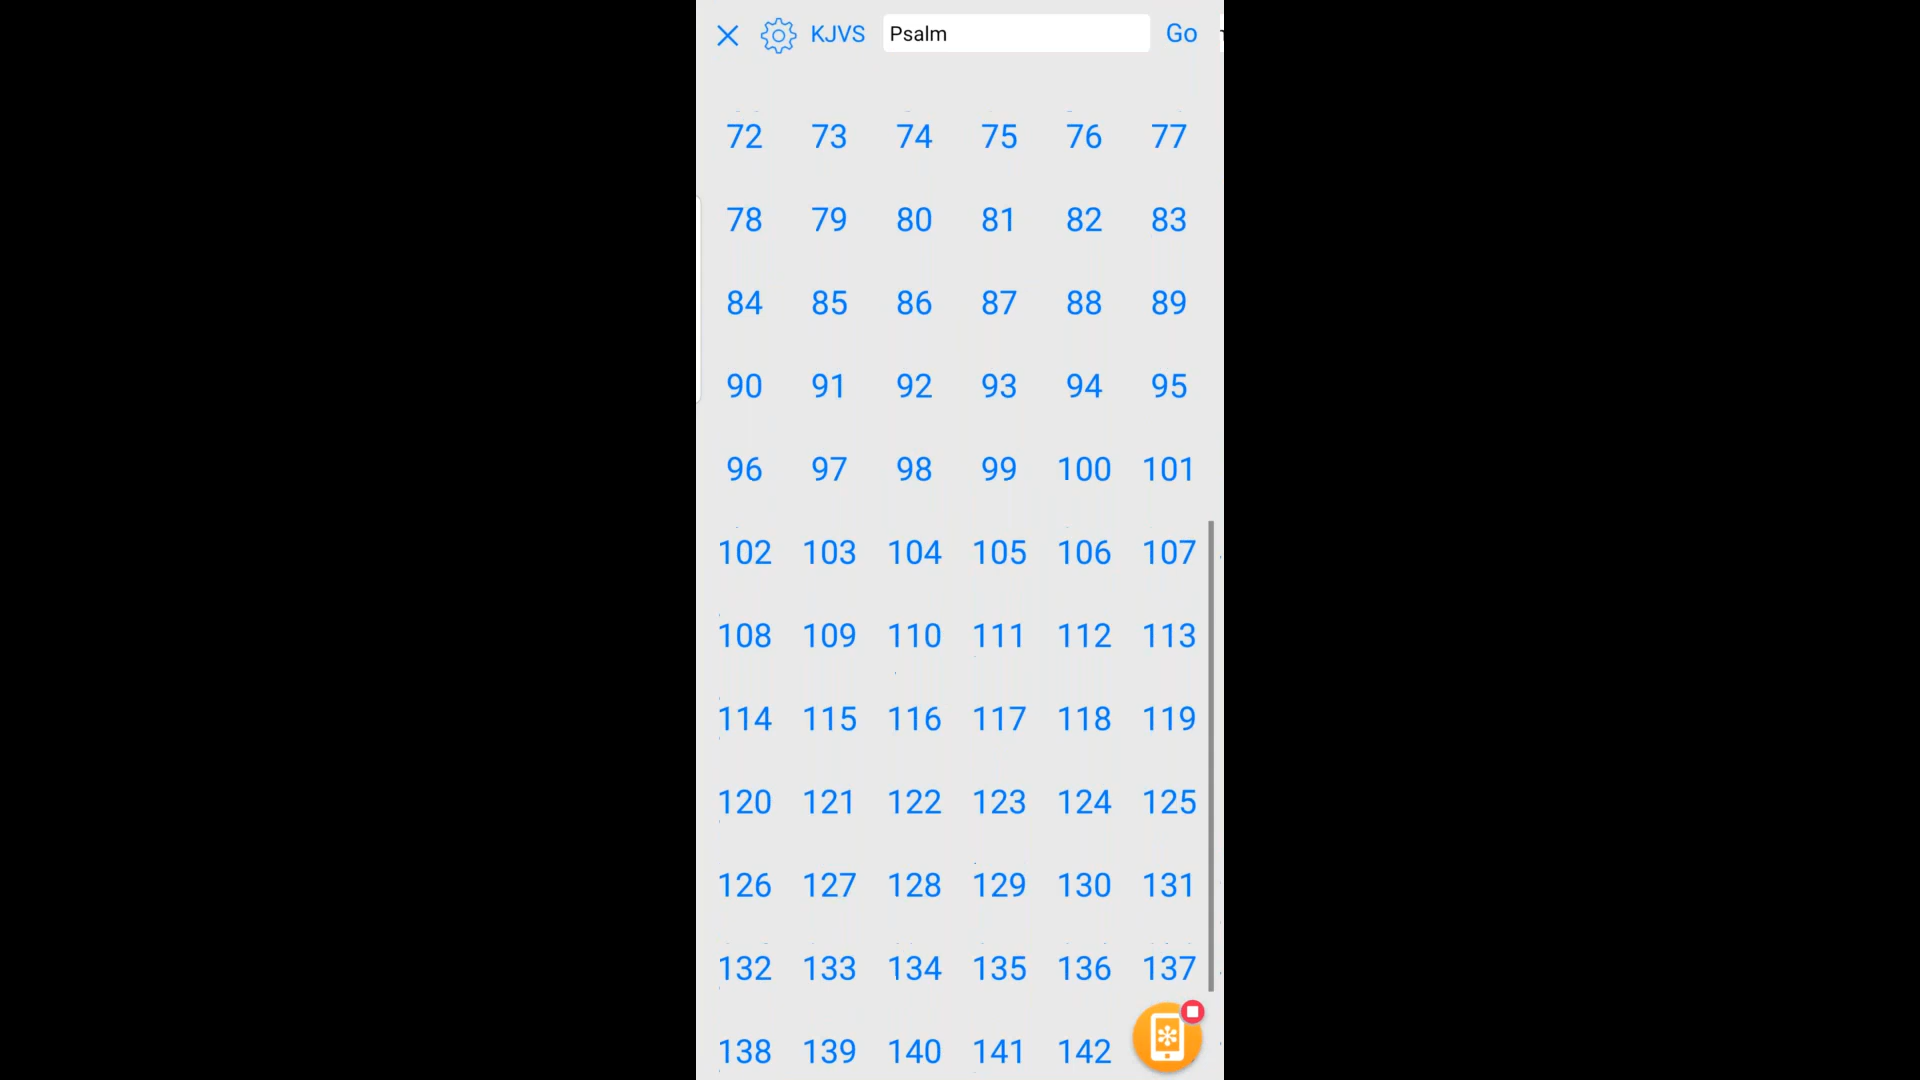 KJVS Psalm Go
72 73 74 75 76 77
78 79 80 81 82 83
84 85 86 87 88 89
90 91 92 93 94 95
96 97 98 99 100 101
102 103 104 105 106 107
108 109 110 111 112 113
114 115 116 117 118 119
120 121 122 123 124 125
126 127 128 129 130 131
132 133 134 135 136 137
138 139 140 141 142